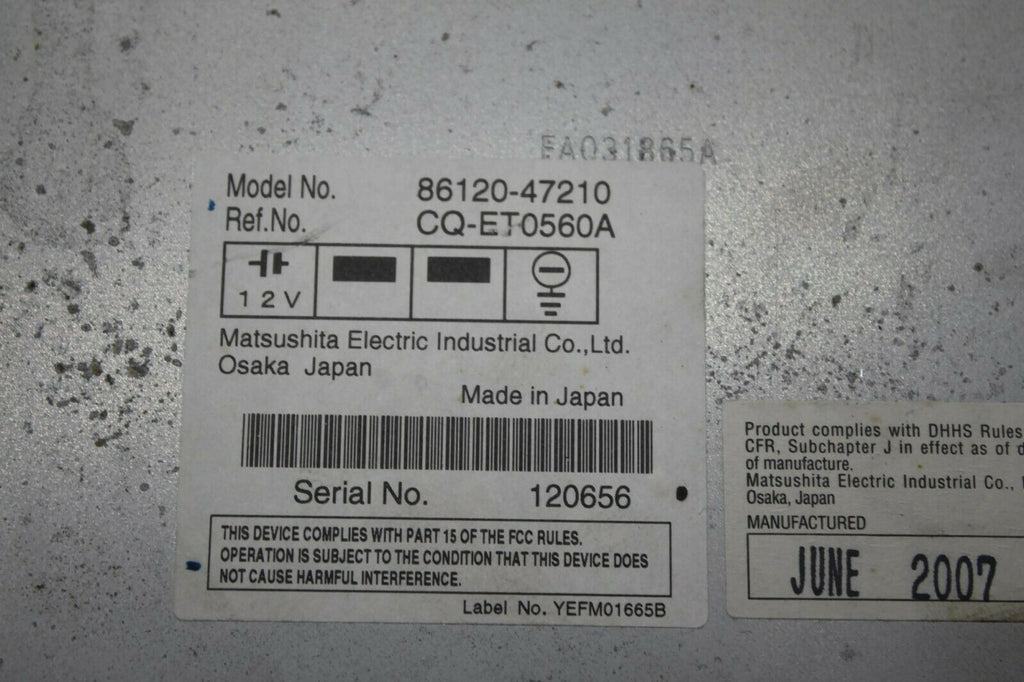 FA031865A
Model No. 86120-47210
Ref.No. CQ-ET0560A
12V
Matsushita Electric Industrial Co.,Ltd.
Osaka Japan
Made in Japan
Serial No. 120656
THIS DEVICE COMPLIES WITH PART 15 OF THE FCC RULES.
OPERATION IS SUBJECT TO THE CONDITION THAT THIS DEVICE DOES
NOT CAUSE HARMFUL INTERFERENCE.
Label No. YEFM01665B
Product complies with DHHS Rules
CFR, Subchapter J in effect as of
of manufacture.
Matsushita Electric Industrial Co.,
Osaka, Japan
MANUFACTURED
JUNE 2007